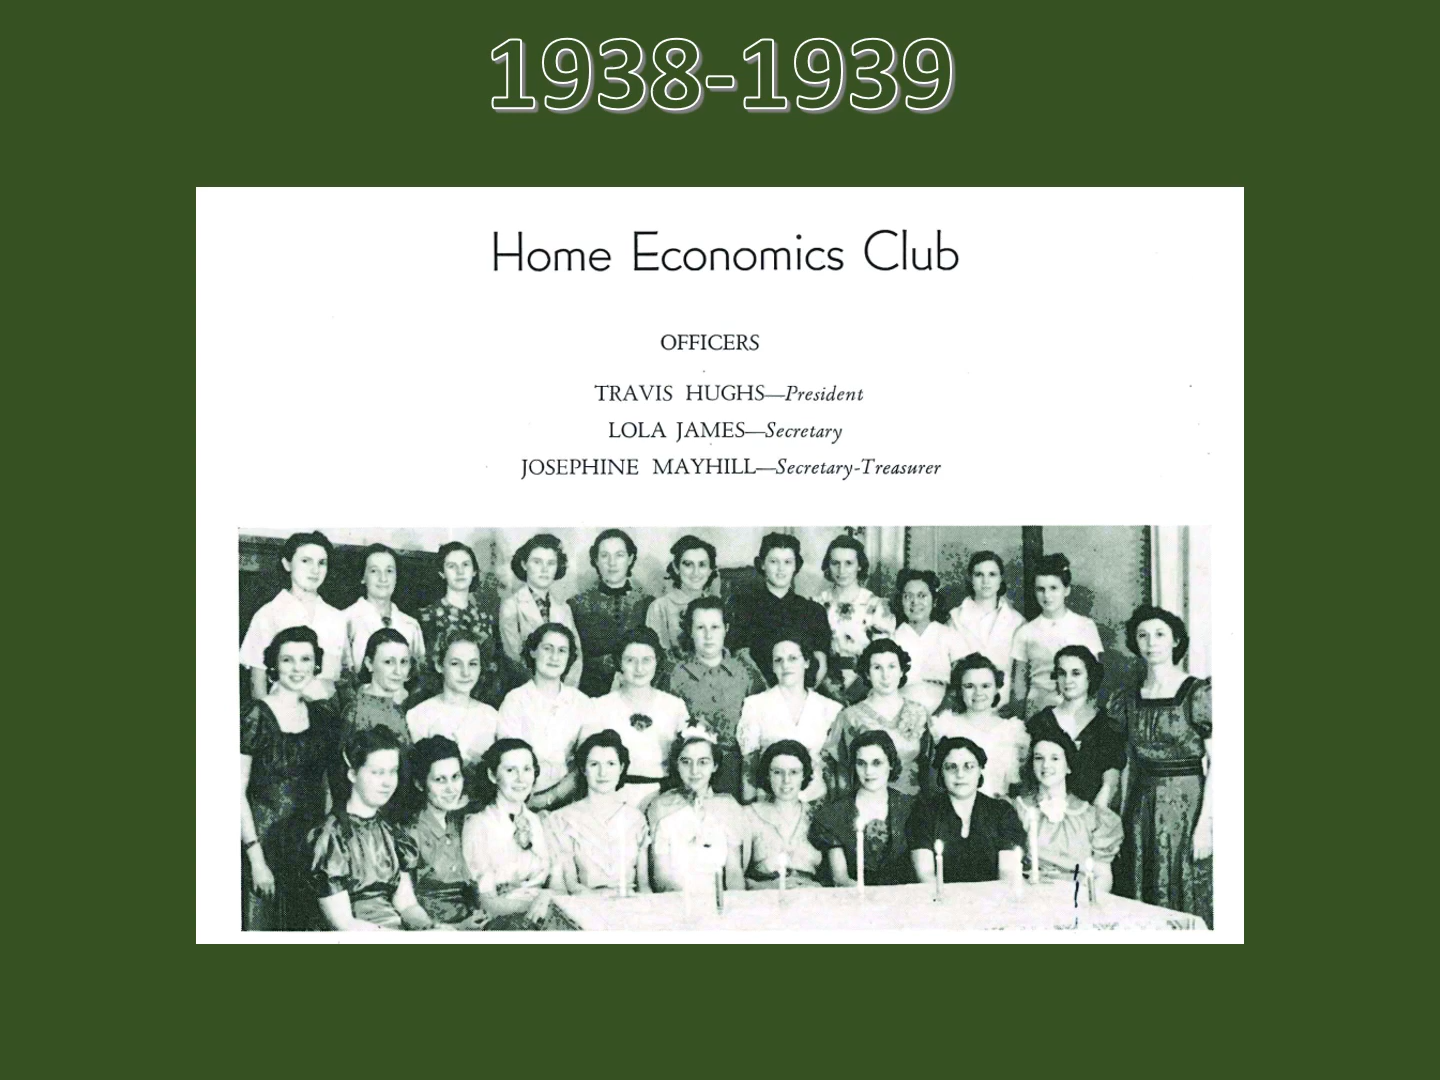 1938-1939
Home Economics Club
OFFICERS
TRAVIS HUGHS—President
LOLA JAMES—Secretary
JOSEPHINE MAYHILL—Secretary-Treasurer